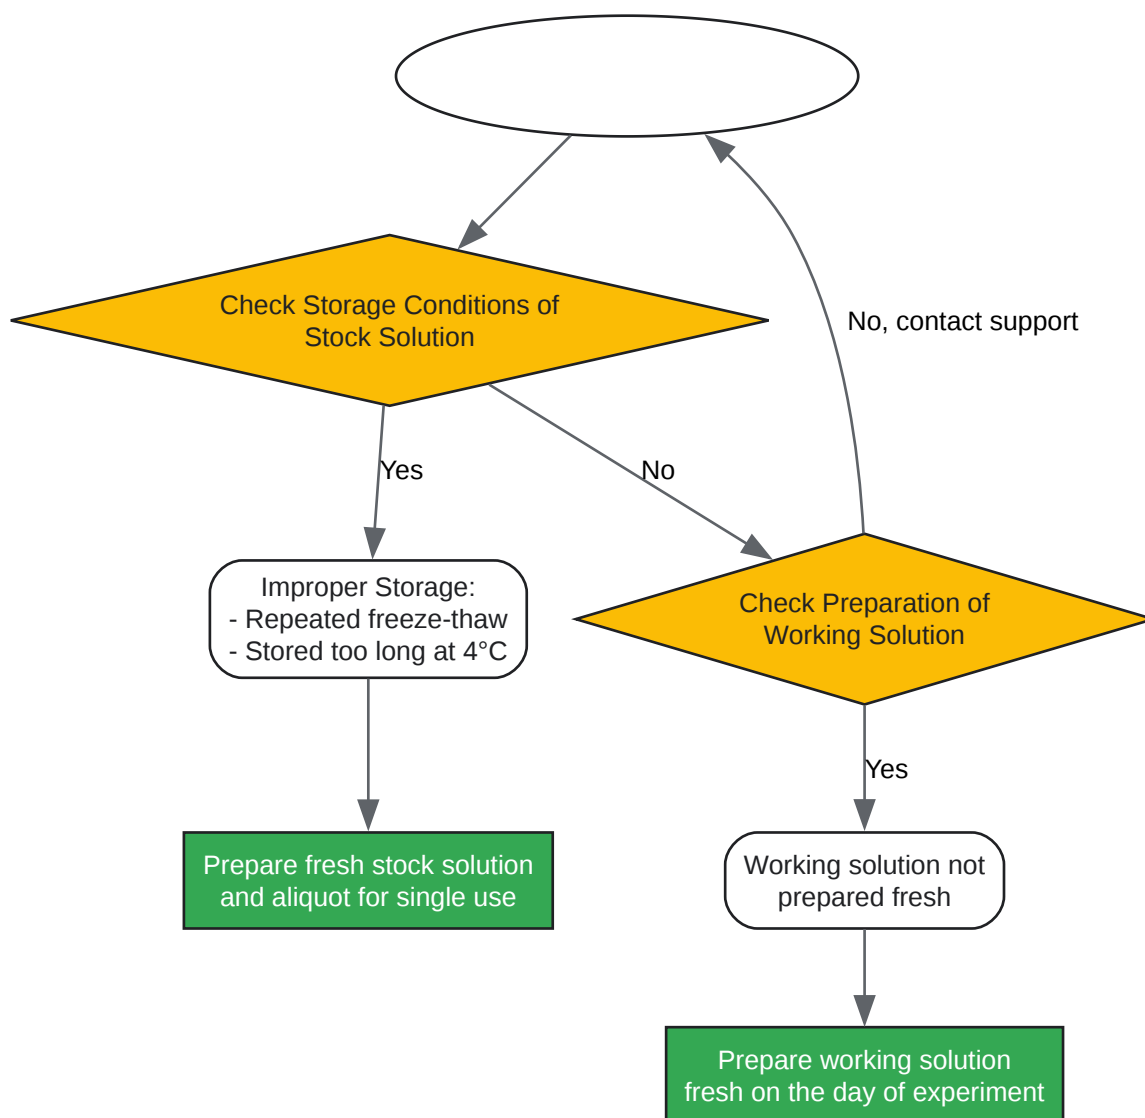 Check Storage Conditions of
Stock Solution
No, contact support
Yes
No
Improper Storage:
- Repeated freeze-thaw
- Stored too long at 4°C
Check Preparation of
Working Solution
Yes
Prepare fresh stock solution
and aliquot for single use
Working solution not
prepared fresh
Prepare working solution
fresh on the day of experiment